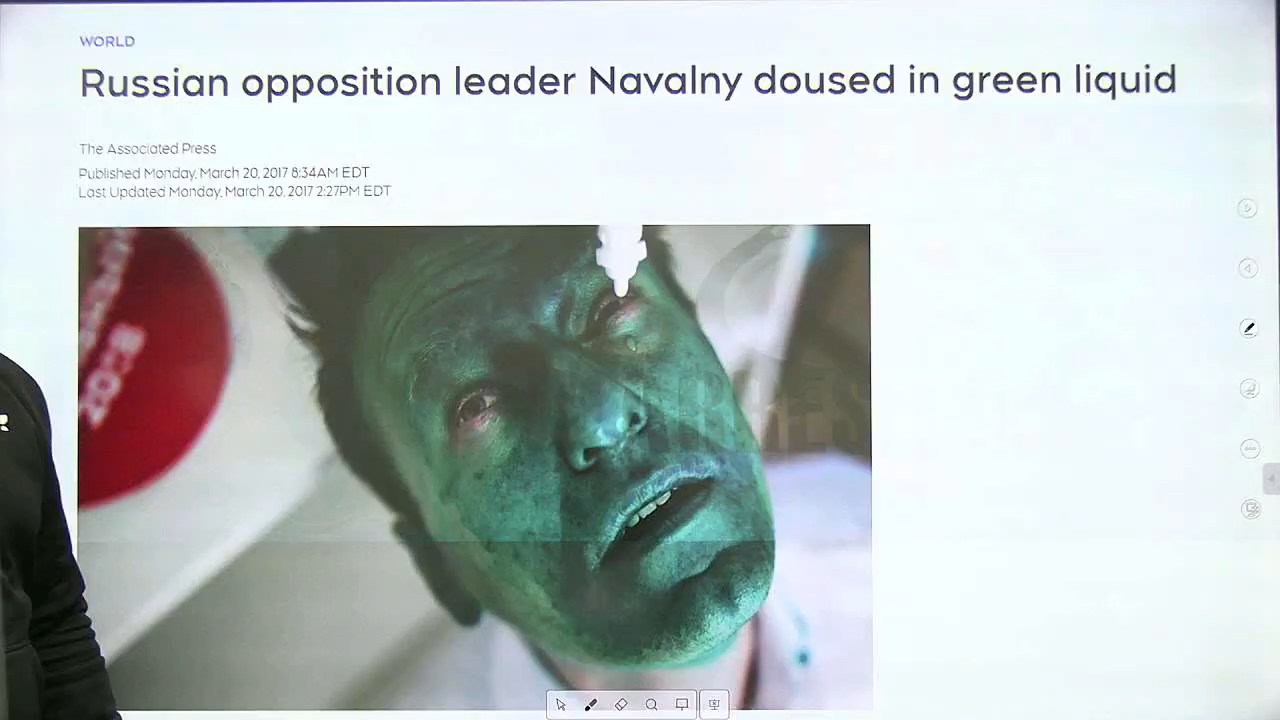 WORLD
Russian opposition leader Navalny doused in green liquid
The Associated Press
Published Monday, March 20, 2017 8:34AM EDT
Last Updated Monday, March 20, 2017 2:27PM EDT